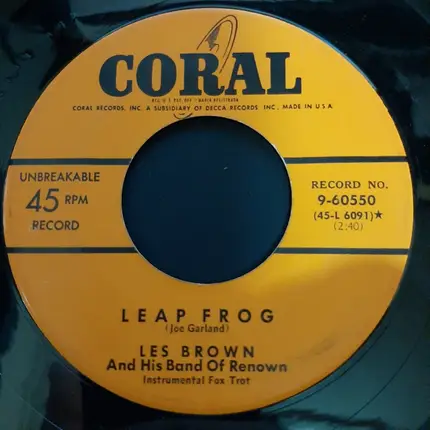 CORAL
REG. U.S. PAT. OFF. • MARCA REGISTRADA
CORAL RECORDS, INC. A SUBSIDIARY OF DECCA RECORDS INC., MADE IN U.S.A.
UNBREAKABLE
45 RPM
RECORD
RECORD NO.
9-60550
(45-L 6091)★
(2:40)
LEAP FROG
(Joe Garland)
LES BROWN
And His Band Of Renown
Instrumental Fox Trot